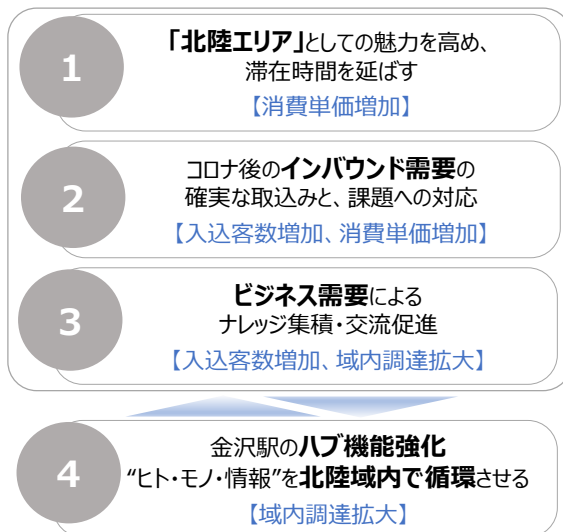 1
「北陸エリア」としての魅力を高め、
滞在時間を延ばす
【消費単価増加】
2
コロナ後のインバウンド需要の
確実な取込みと、課題への対応
【入込客数増加、消費単価増加】
3
ビジネス需要による
ナレッジ集積・交流促進
【入込客数増加、域内調達拡大】
4
金沢駅のハブ機能強化
“ヒト・モノ・情報”を北陸域内で循環させる
【域内調達拡大】